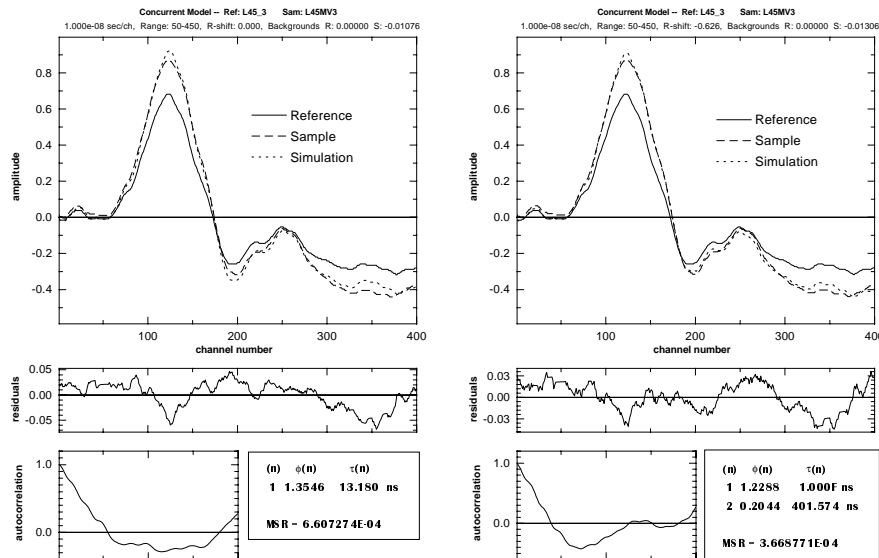 Concurrent Model -- Ref: L45_3 Sam: L45MV3
1.000e-08 sec/ch, Range: 50-450, R-shift: 0.000, Backgrounds R: 0.00000 S: -0.01076
amplitude
0.8
0.6
0.4
0.2
0.0
-0.2
-0.4
Reference
Sample
Simulation
100
200
300
400
channel number
residuals
0.05
0.00
-0.05
autocorrelation
1.0
0.0
(n) ϕ(n) τ(n)
1 1.3546 13.180 ns
MSR - 6.607274E-04
Concurrent Model -- Ref: L45_3 Sam: L45MV3
1.000e-08 sec/ch, Range: 50-450, R-shift: -0.626, Backgrounds R: 0.00000 S: -0.01306
amplitude
0.8
0.6
0.4
0.2
0.0
-0.2
-0.4
Reference
Sample
Simulation
100
200
300
400
channel number
residuals
0.03
0.00
-0.03
autocorrelation
1.0
0.0
(n) ϕ(n) τ(n)
1 1.2288 1.000F ns
2 0.2044 401.574 ns
MSR - 3.668771E-04